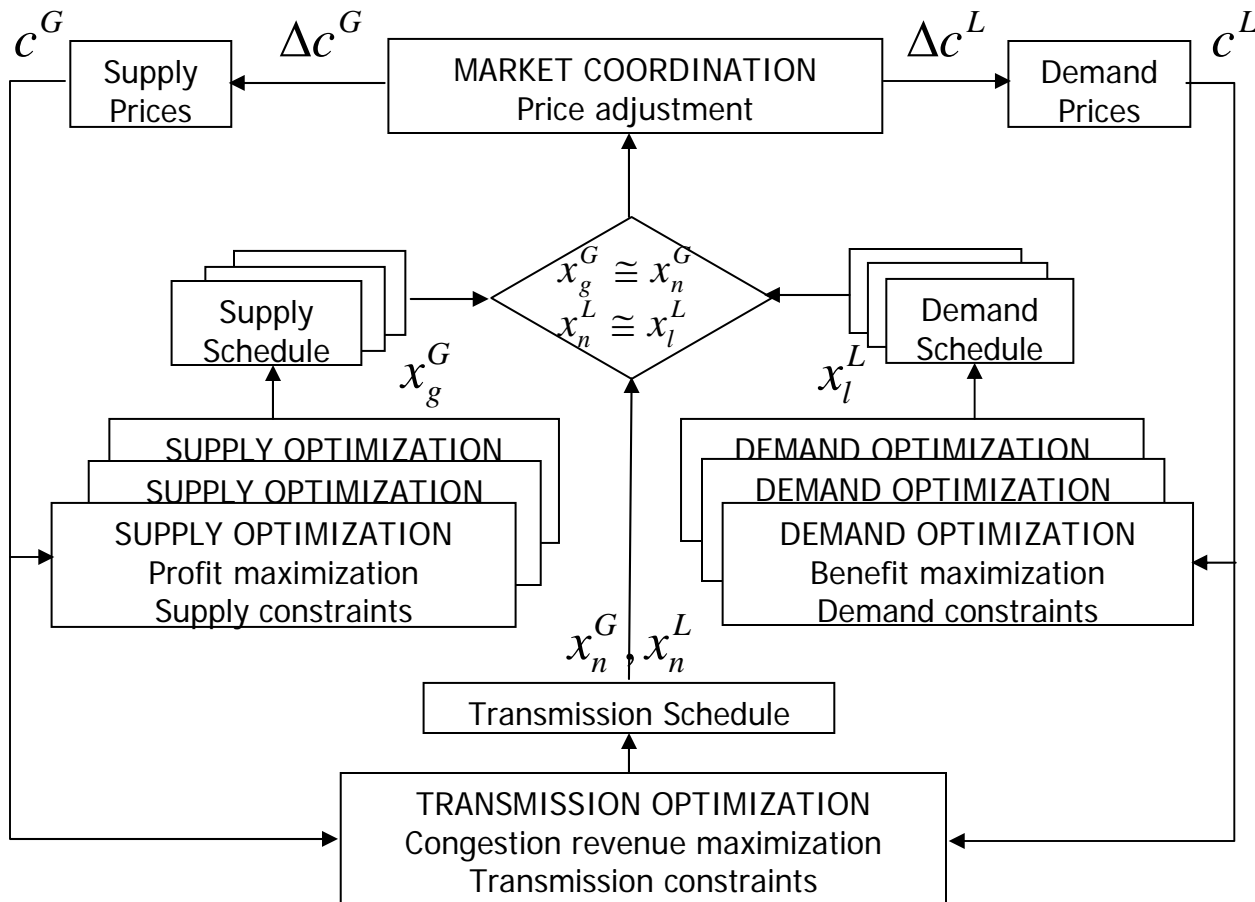 c^G
Δc^G
Δc^L
c^L
Supply
Prices
MARKET COORDINATION
Price adjustment
Demand
Prices
x_g^G ≅ x_n^G
x_n^L ≅ x_l^L
Supply
Schedule
Demand
Schedule
x_g^G
x_l^L
SUPPLY OPTIMIZATION
SUPPLY OPTIMIZATION
SUPPLY OPTIMIZATION
Profit maximization
Supply constraints
DEMAND OPTIMIZATION
DEMAND OPTIMIZATION
DEMAND OPTIMIZATION
Benefit maximization
Demand constraints
x_n^G, x_n^L
Transmission Schedule
TRANSMISSION OPTIMIZATION
Congestion revenue maximization
Transmission constraints